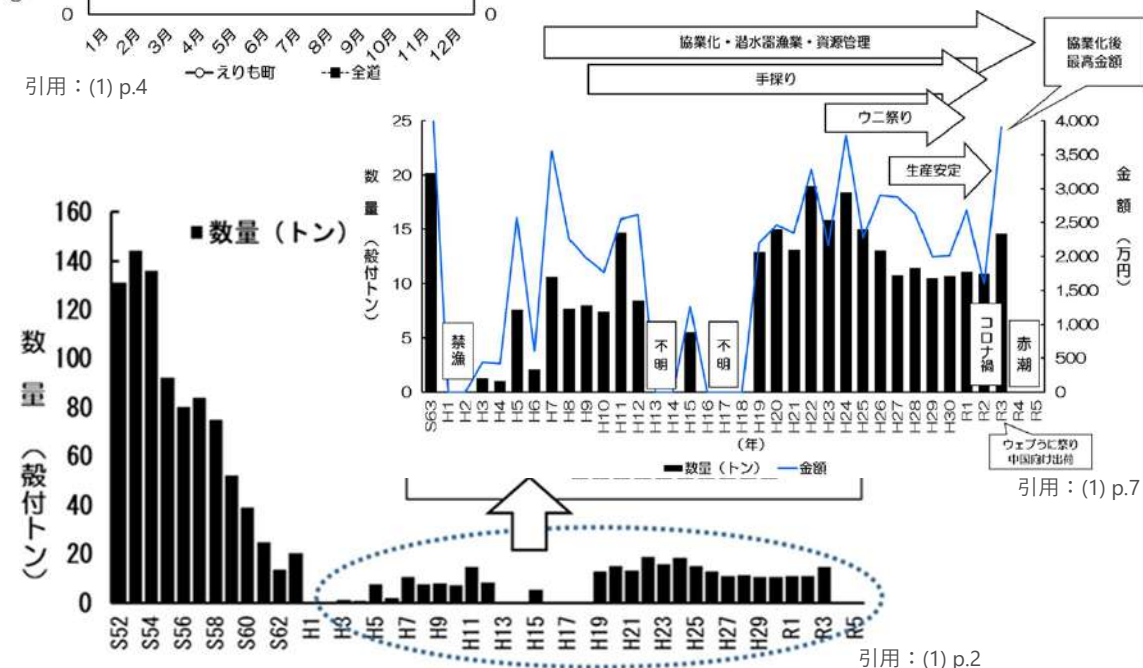 0
0
1月
2月
3月
4月
5月
6月
7月
8月
9月
10月
11月
12月
えりも町
全道
引用：(1) p.4
協業化・潜水器漁業・資源管理
手採り
ウニ祭り
生産安定
協業化後
最高金額
25
20
15
10
5
0
数量（殻付トン）
4,000
3,500
3,000
2,500
2,000
1,500
1,000
500
0
金額（万円）
禁漁
不明
不明
コロナ禍
赤潮
S63
H1
H2
H3
H4
H5
H6
H7
H8
H9
H10
H11
H12
H13
H14
H15
H16
H17
H18
H19
H20
H21
H22
H23
H24
H25
H26
H27
H28
H29
H30
R1
R2
R3
R4
R5
（年）
数量（トン）
金額
ウェブうに祭り
中国向け出荷
引用：(1) p.7
160
140
120
100
80
60
40
20
0
数量（殻付トン）
数量（トン）
S52
S54
S56
S58
S60
S62
H1
H3
H5
H7
H9
H11
H13
H15
H17
H19
H21
H23
H25
H27
H29
R1
R3
R5
引用：(1) p.2